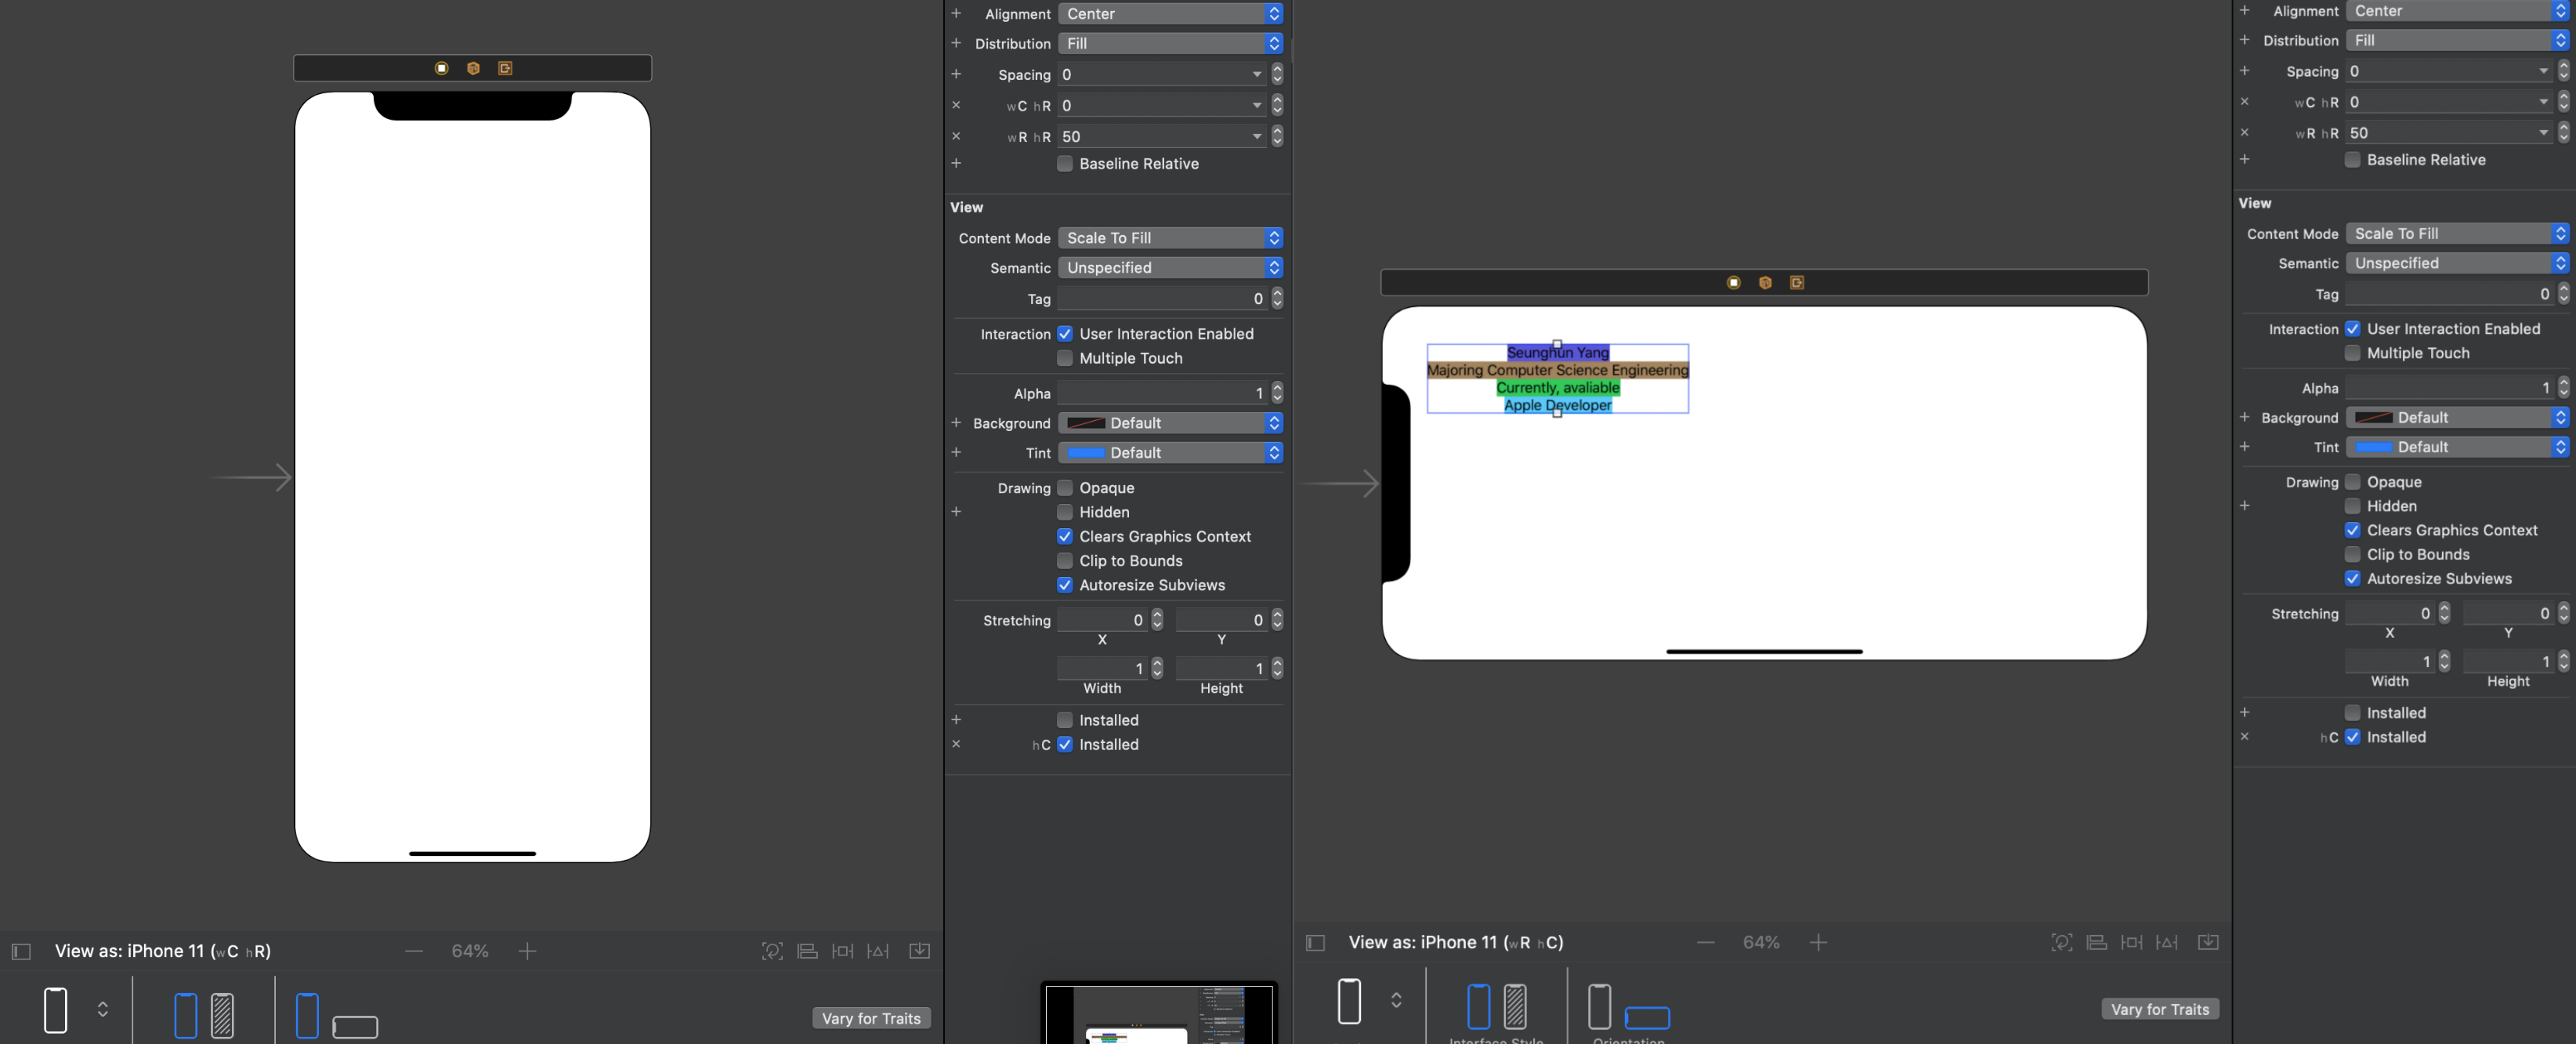 Alignment Center
Distribution Fill
Spacing 0
wC hR 0
wR hR 50
Baseline Relative
View
Content Mode Scale To Fill
Semantic Unspecified
Tag 0
Interaction User Interaction Enabled
Multiple Touch
Alpha 1
Background Default
Tint Default
Drawing Opaque
Hidden
Clears Graphics Context
Clip to Bounds
Autoresize Subviews
Stretching 0 0
X Y
1 1
Width Height
Installed
hC Installed
View as: iPhone 11 (wC hR)
64%
Vary for Traits
Seunghun Yang
Majoring Computer Science Engineering
Currently, avaliable
Apple Developer
View as: iPhone 11 (wR hC)
64%
Interface Style
Orientation
Vary for Traits
Alignment Center
Distribution Fill
Spacing 0
wC hR 0
wR hR 50
Baseline Relative
View
Content Mode Scale To Fill
Semantic Unspecified
Tag 0
Interaction User Interaction Enabled
Multiple Touch
Alpha 1
Background Default
Tint Default
Drawing Opaque
Hidden
Clears Graphics Context
Clip to Bounds
Autoresize Subviews
Stretching 0 0
X Y
1 1
Width Height
Installed
hC Installed